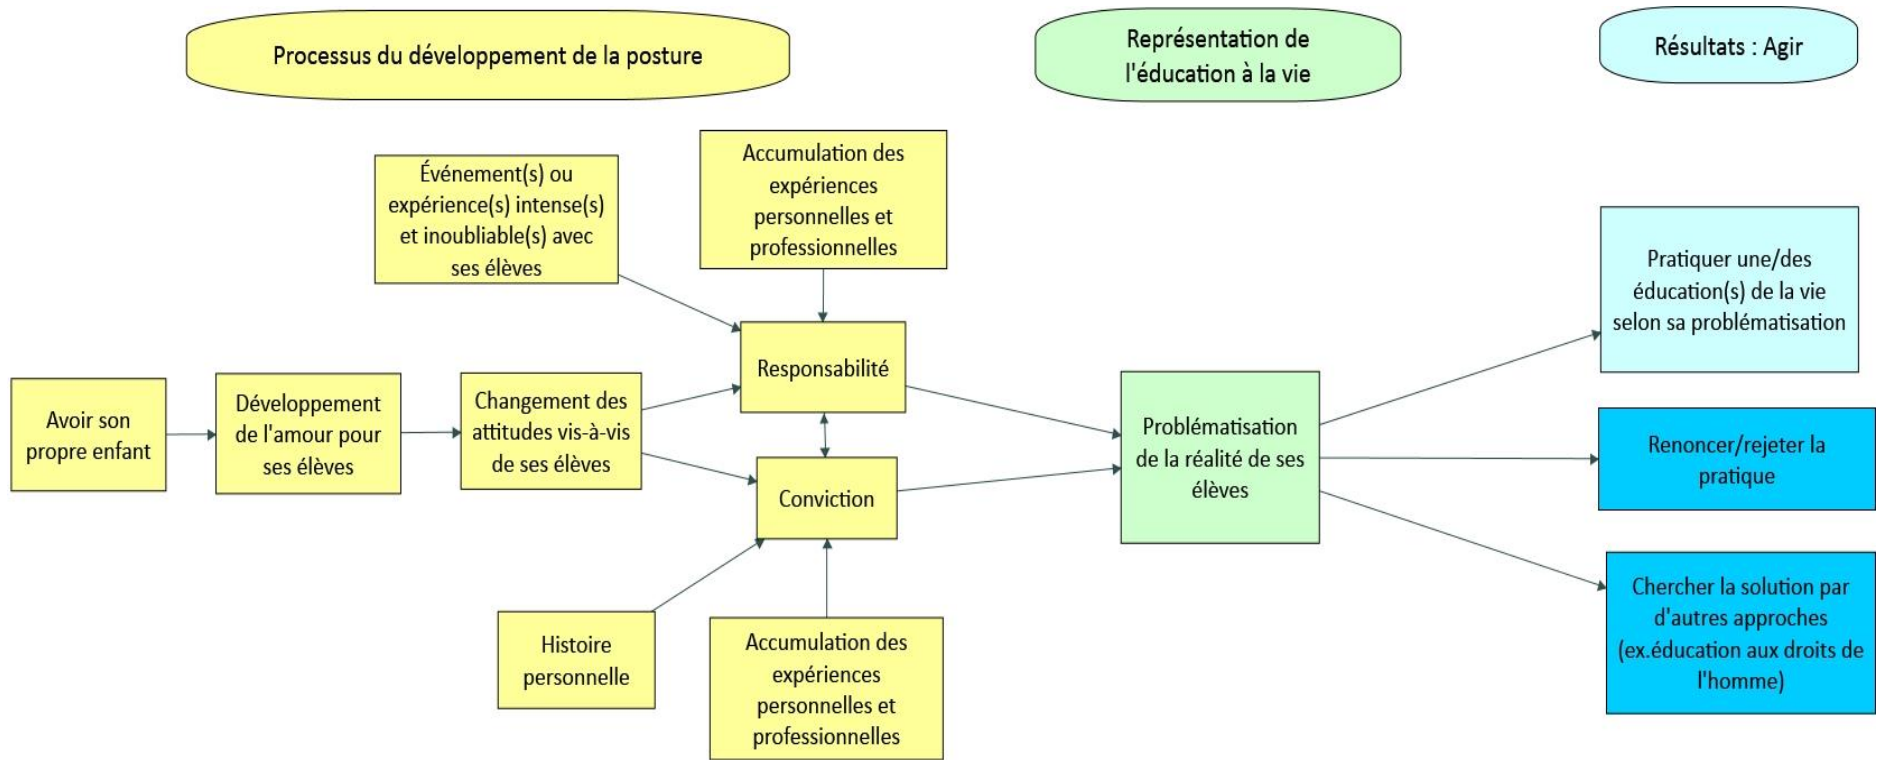 Processus du développement de la posture
Représentation de
l'éducation à la vie
Résultats : Agir
Événement(s) ou
expérience(s) intense(s)
et inoubliable(s) avec
ses élèves
Accumulation des
expériences
personnelles et
professionnelles
Avoir son
propre enfant
Développement
de l'amour pour
ses élèves
Changement des
attitudes vis-à-vis
de ses élèves
Responsabilité
Conviction
Histoire
personnelle
Accumulation des
expériences
personnelles et
professionnelles
Problématisation
de la réalité de ses
élèves
Pratiquer une/des
éducation(s) de la vie
selon sa problématisation
Renoncer/rejeter la
pratique
Chercher la solution par
d'autres approches
(ex.éducation aux droits de
l'homme)